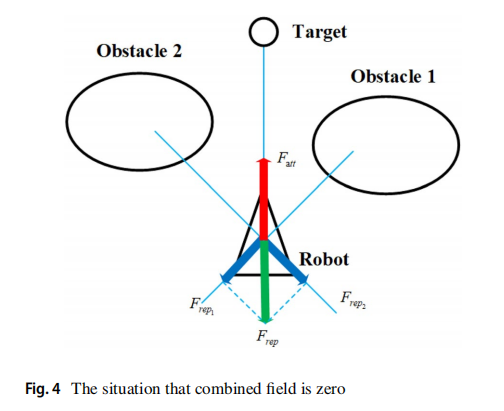 Target
Obstacle 2
Obstacle 1
F_att
Robot
F_rep1
F_rep2
F_rep
Fig. 4 The situation that combined field is zero